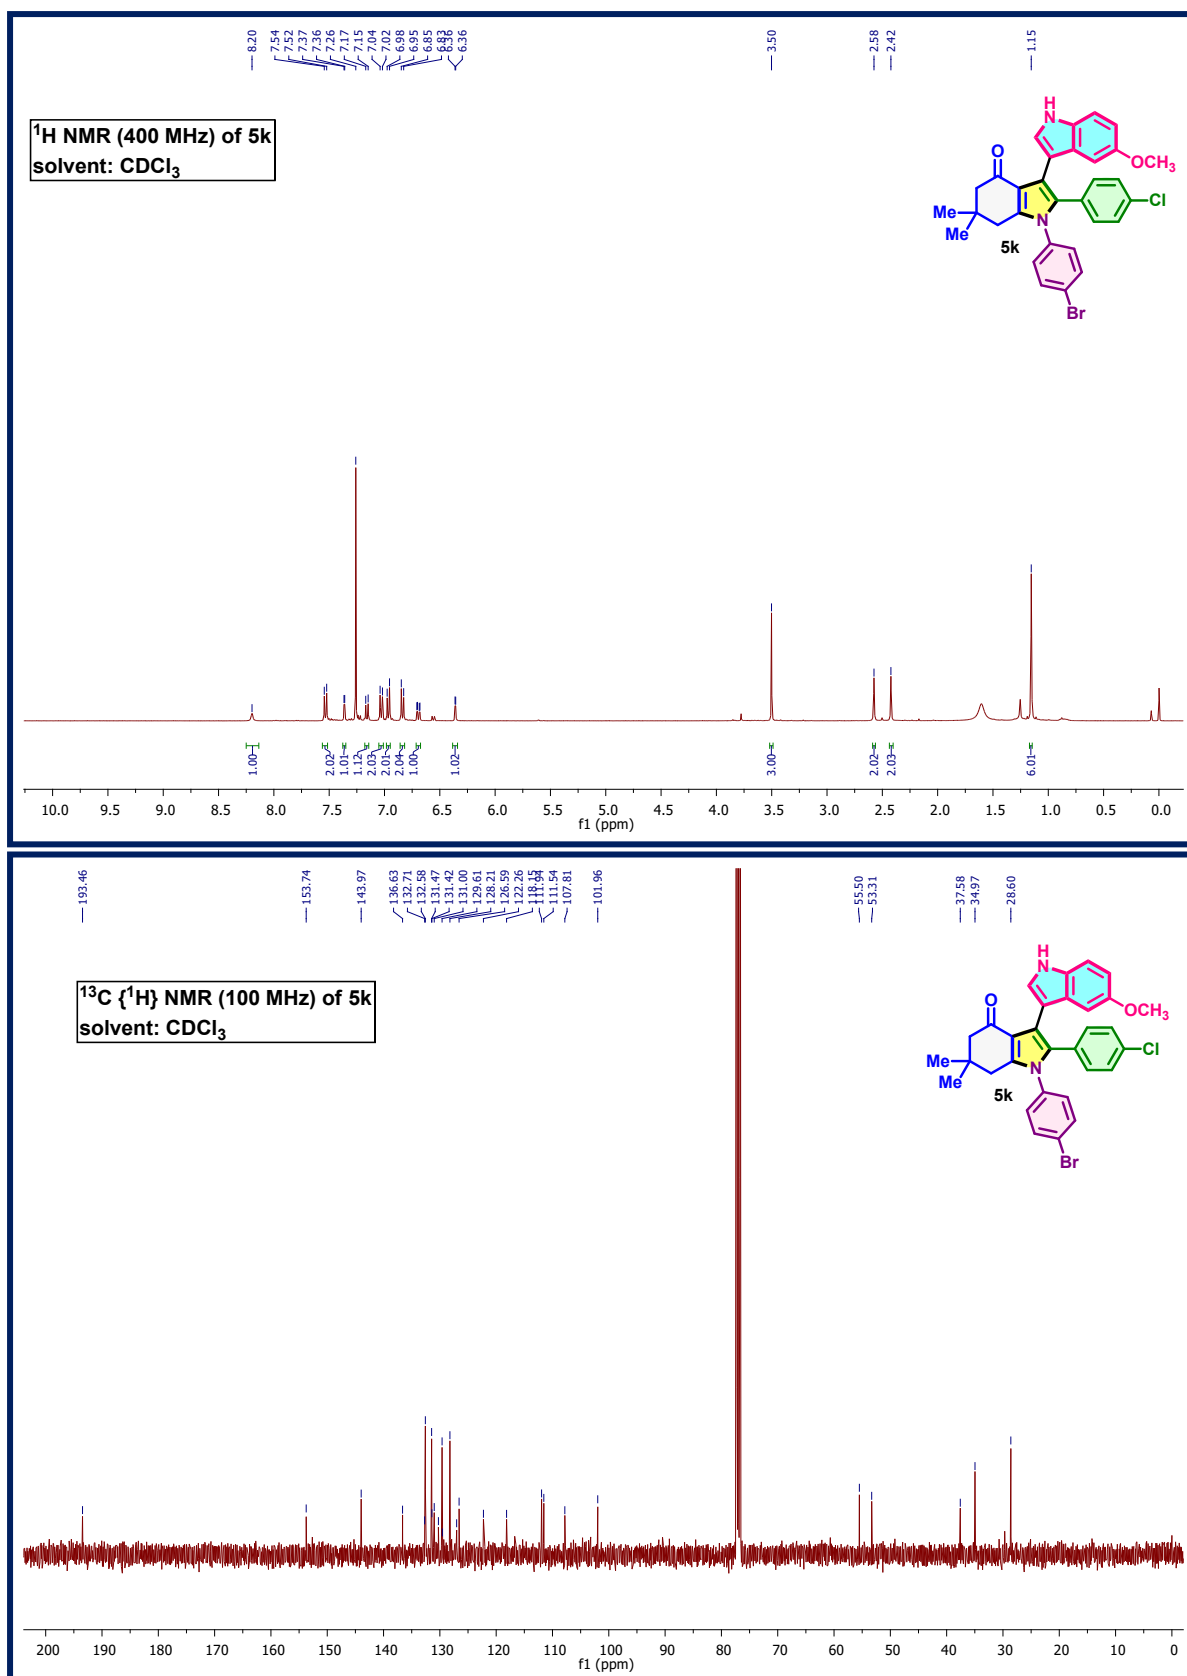 8.20
7.54
7.52
7.37
7.36
7.26
7.17
7.15
7.04
7.02
6.98
6.95
6.85
6.83
6.36
6.36
3.50
2.58
2.42
1.15
1H NMR (400 MHz) of 5k
solvent: CDCl3
H
N
O
OCH3
Cl
Me
Me
N
5k
Br
1.00
2.02
1.01
1.12
2.03
2.01
2.04
1.00
1.02
3.00
2.02
2.03
6.01
10.0 9.5 9.0 8.5 8.0 7.5 7.0 6.5 6.0 5.5 5.0 4.5 4.0 3.5 3.0 2.5 2.0 1.5 1.0 0.5 0.0
f1 (ppm)
193.46
153.74
143.97
136.63
132.71
132.58
131.47
131.42
131.00
129.61
128.21
126.59
122.26
118.15
111.94
111.54
107.81
101.96
55.50
53.31
37.58
34.97
28.60
13C {1H} NMR (100 MHz) of 5k
solvent: CDCl3
H
N
O
OCH3
Cl
Me
Me
N
5k
Br
200 190 180 170 160 150 140 130 120 110 100 90 80 70 60 50 40 30 20 10 0
f1 (ppm)